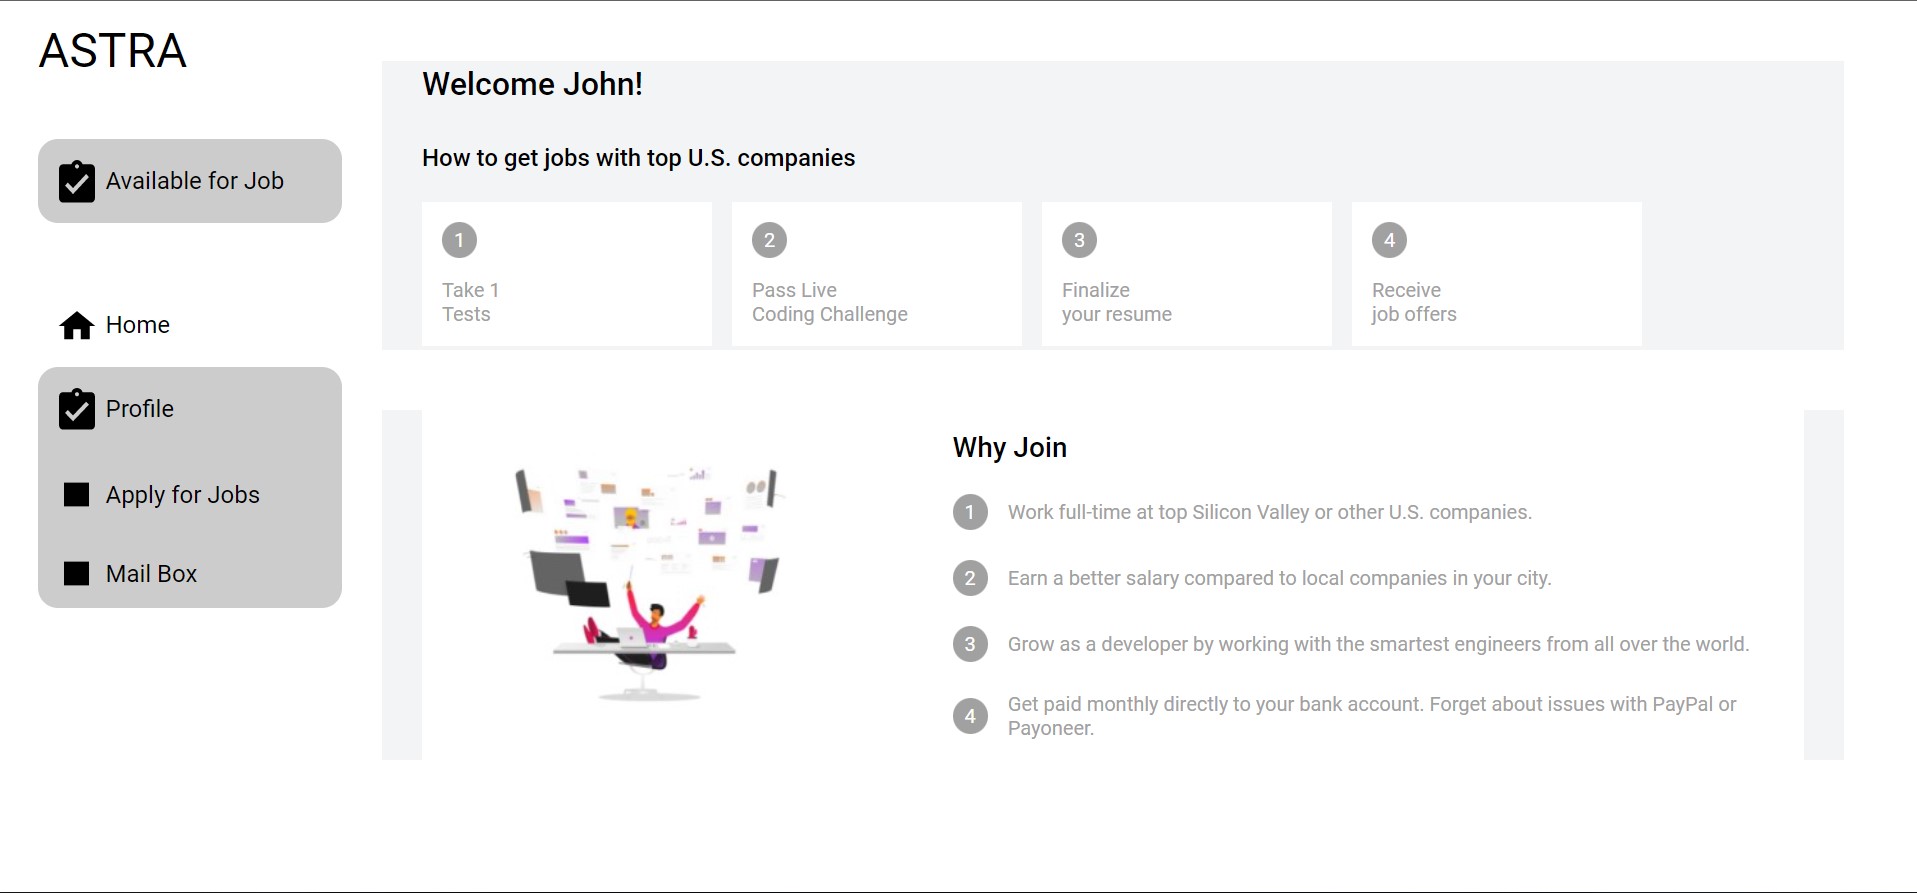 ASTRA
Available for Job
Home
Profile
Apply for Jobs
Mail Box
Welcome John!
How to get jobs with top U.S. companies
1
Take 1
Tests
2
Pass Live
Coding Challenge
3
Finalize
your resume
4
Receive
job offers
Why Join
1 Work full-time at top Silicon Valley or other U.S. companies.
2 Earn a better salary compared to local companies in your city.
3 Grow as a developer by working with the smartest engineers from all over the world.
4 Get paid monthly directly to your bank account. Forget about issues with PayPal or
Payoneer.